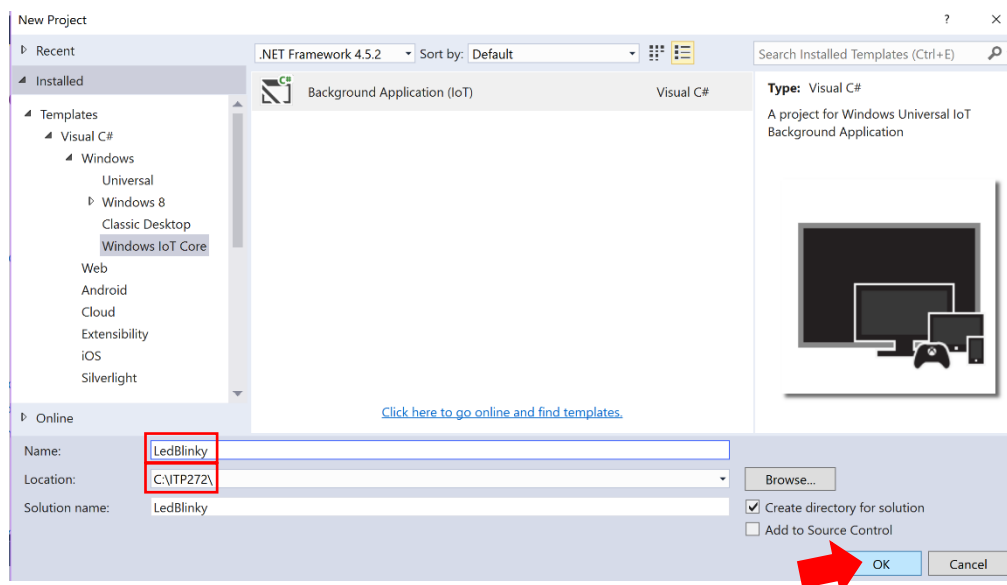 New Project ? ×
Recent
.NET Framework 4.5.2 Sort by: Default
Search Installed Templates (Ctrl+E)
Installed
Templates
Visual C#
Windows
Universal
Windows 8
Classic Desktop
Windows IoT Core
Web
Android
Cloud
Extensibility
iOS
Silverlight
Online
C#
Background Application (IoT) Visual C#
Click here to go online and find templates.
Type: Visual C#
A project for Windows Universal IoT
Background Application
Name: LedBlinky
Location: C:\ITP272\
Browse...
Solution name: LedBlinky
Create directory for solution
Add to Source Control
OK Cancel